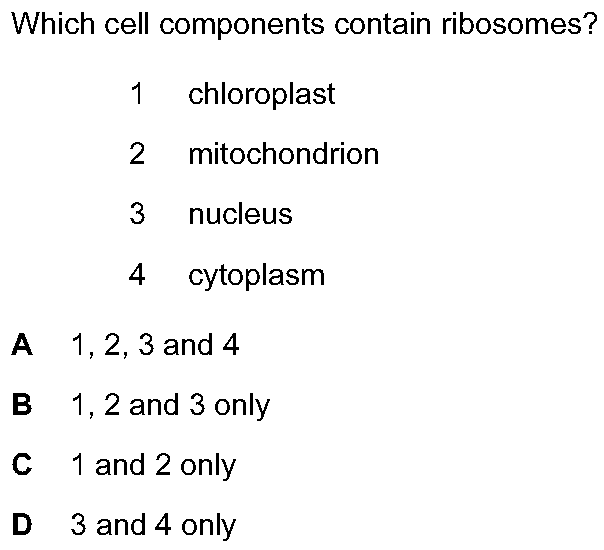 Which cell components contain ribosomes?
1 chloroplast
2 mitochondrion
3 nucleus
4 cytoplasm
A 1, 2, 3 and 4
B 1, 2 and 3 only
C 1 and 2 only
D 3 and 4 only